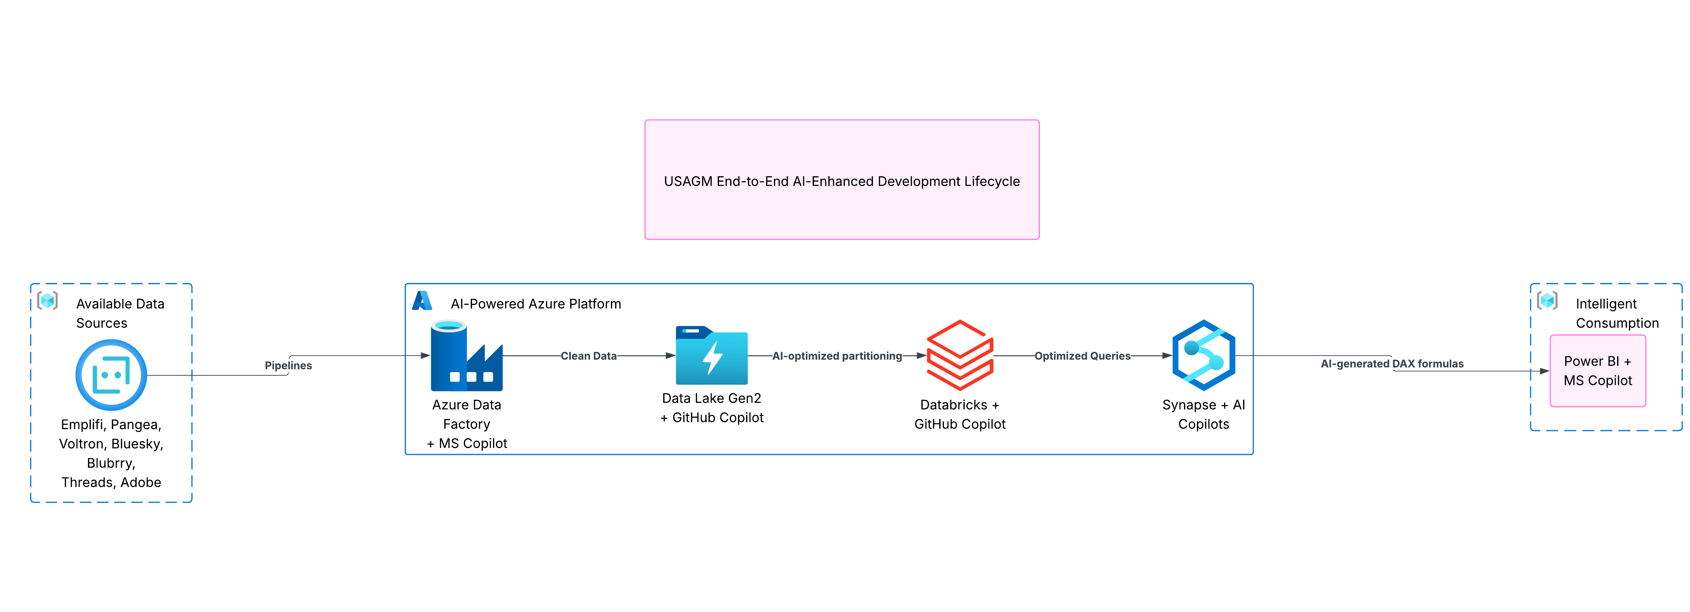 USAGM End-to-End AI-Enhanced Development Lifecycle
Available Data
Sources
Emplifi, Pangea,
Voltron, Bluesky,
Blubrry,
Threads, Adobe
Pipelines
AI-Powered Azure Platform
Azure Data
Factory
+ MS Copilot
Clean Data
Data Lake Gen2
+ GitHub Copilot
AI-optimized partitioning
Databricks +
GitHub Copilot
Optimized Queries
Synapse + AI
Copilots
AI-generated DAX formulas
Intelligent
Consumption
Power BI +
MS Copilot